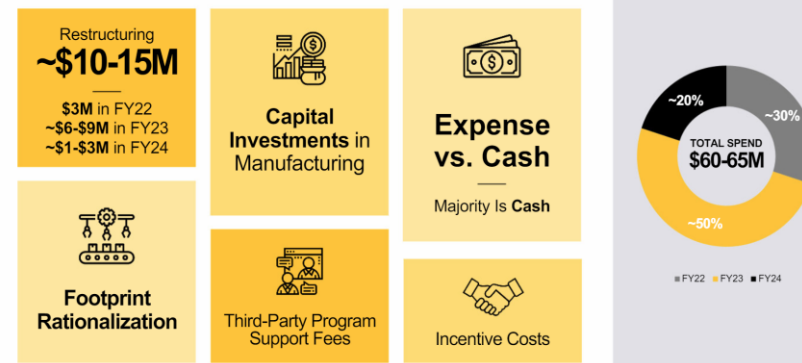 Restructuring
~$10-15M
$3M in FY22
~$6-$9M in FY23
~$1-$3M in FY24
Footprint
Rationalization
Capital
Investments in
Manufacturing
Third-Party Program
Support Fees
Expense
vs. Cash
Majority Is Cash
Incentive Costs
~20%
~30%
TOTAL SPEND
$60-65M
~50%
FY22 FY23 FY24